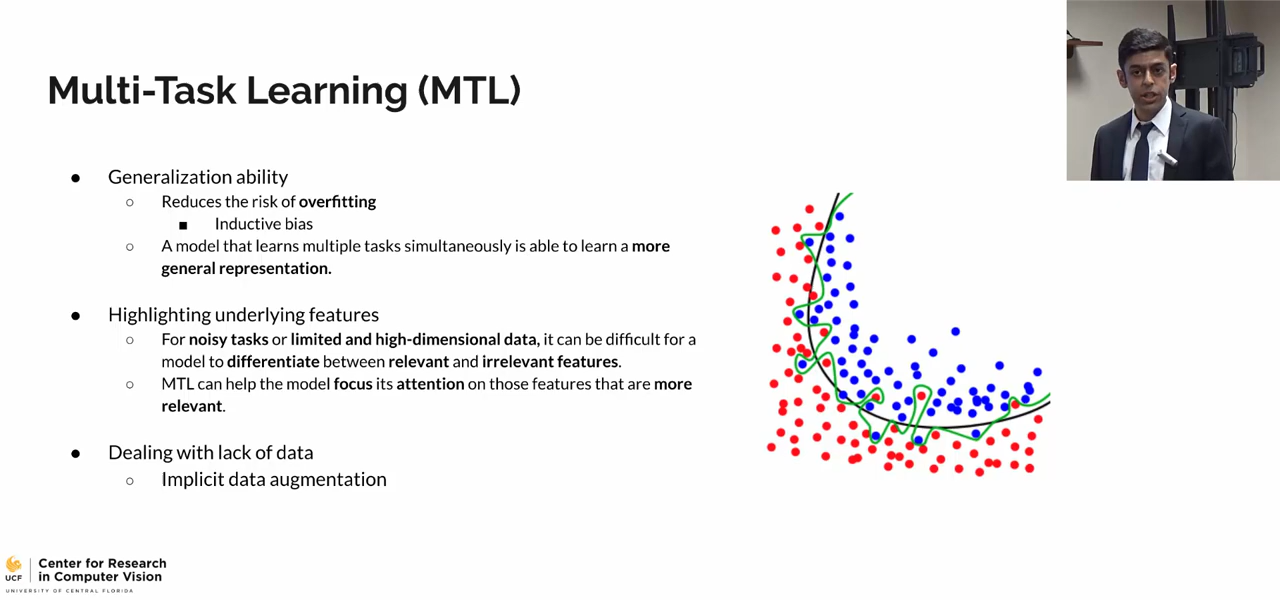 Multi-Task Learning (MTL)
● Generalization ability
○ Reduces the risk of overfitting
■ Inductive bias
○ A model that learns multiple tasks simultaneously is able to learn a more
general representation.
● Highlighting underlying features
○ For noisy tasks or limited and high-dimensional data, it can be difficult for a
model to differentiate between relevant and irrelevant features.
○ MTL can help the model focus its attention on those features that are more
relevant.
● Dealing with lack of data
○ Implicit data augmentation
UCF
Center for Research
in Computer Vision
UNIVERSITY OF CENTRAL FLORIDA